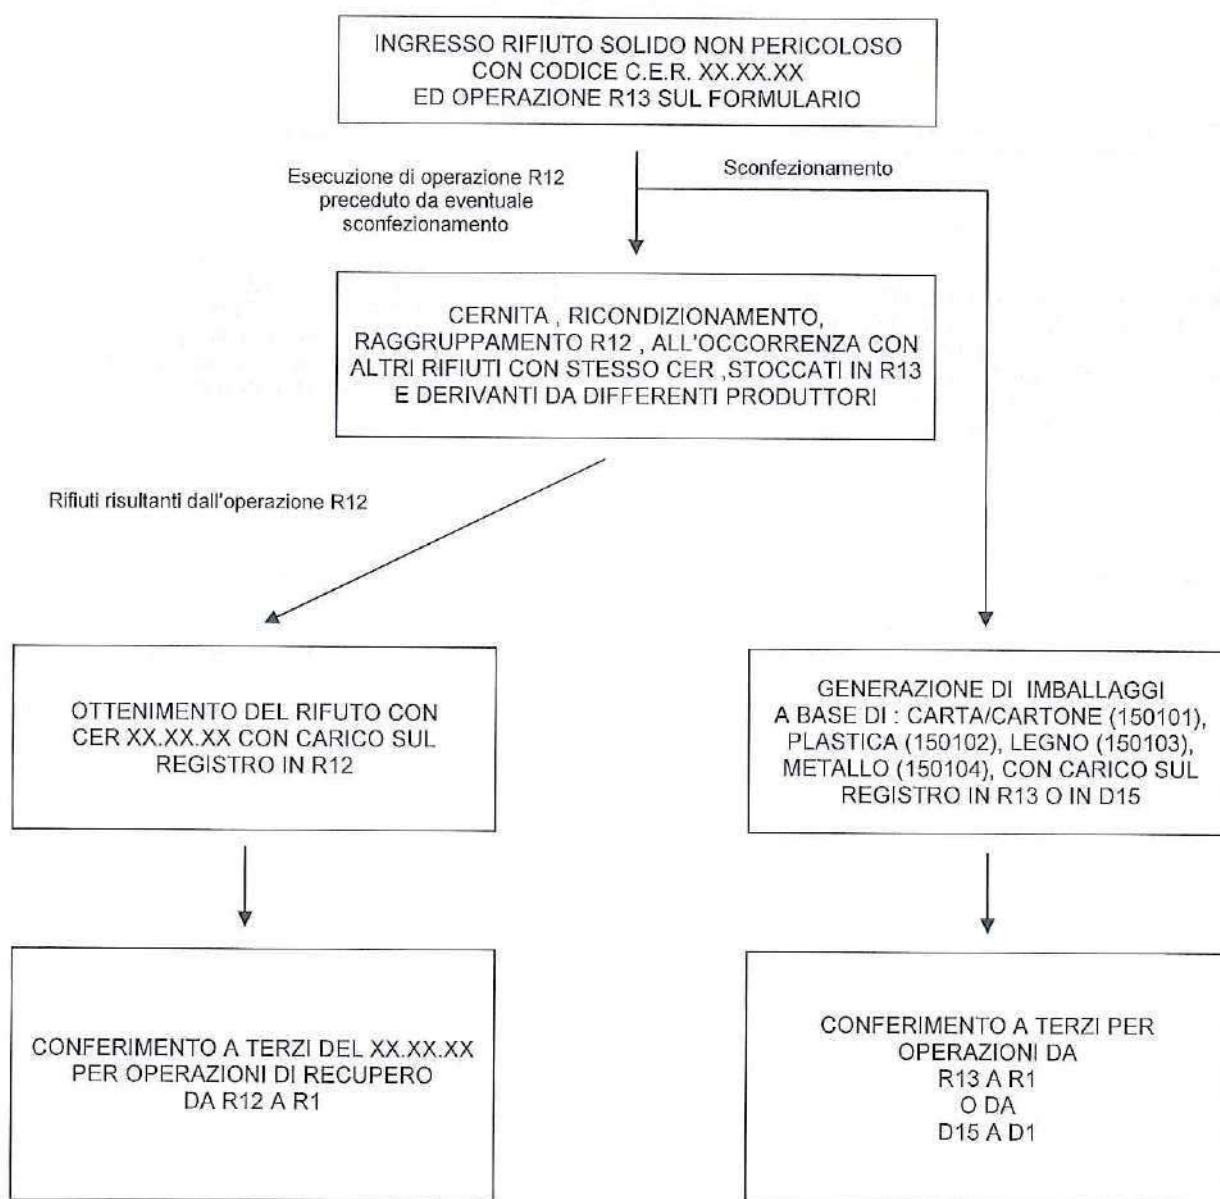 INGRESSO RIFIUTO SOLIDO NON PERICOLOSO
CON CODICE C.E.R. XX.XX.XX
ED OPERAZIONE R13 SUL FORMULARIO
Esecuzione di operazione R12
preceduto da eventuale
sconfezionamento
Sconfezionamento
CERNITA , RICONDIZIONAMENTO,
RAGGRUPPAMENTO R12 , ALL'OCCORRENZA CON
ALTRI RIFIUTI CON STESSO CER ,STOCCATI IN R13
E DERIVANTI DA DIFFERENTI PRODUTTORI
Rifiuti risultanti dall'operazione R12
OTTENIMENTO DEL RIFUTO CON
CER XX.XX.XX CON CARICO SUL
REGISTRO IN R12
GENERAZIONE DI IMBALLAGGI
A BASE DI : CARTA/CARTONE (150101),
PLASTICA (150102), LEGNO (150103),
METALLO (150104), CON CARICO SUL
REGISTRO IN R13 O IN D15
CONFERIMENTO A TERZI DEL XX.XX.XX
PER OPERAZIONI DI RECUPERO
DA R12 A R1
CONFERIMENTO A TERZI PER
OPERAZIONI DA
R13 A R1
O DA
D15 A D1